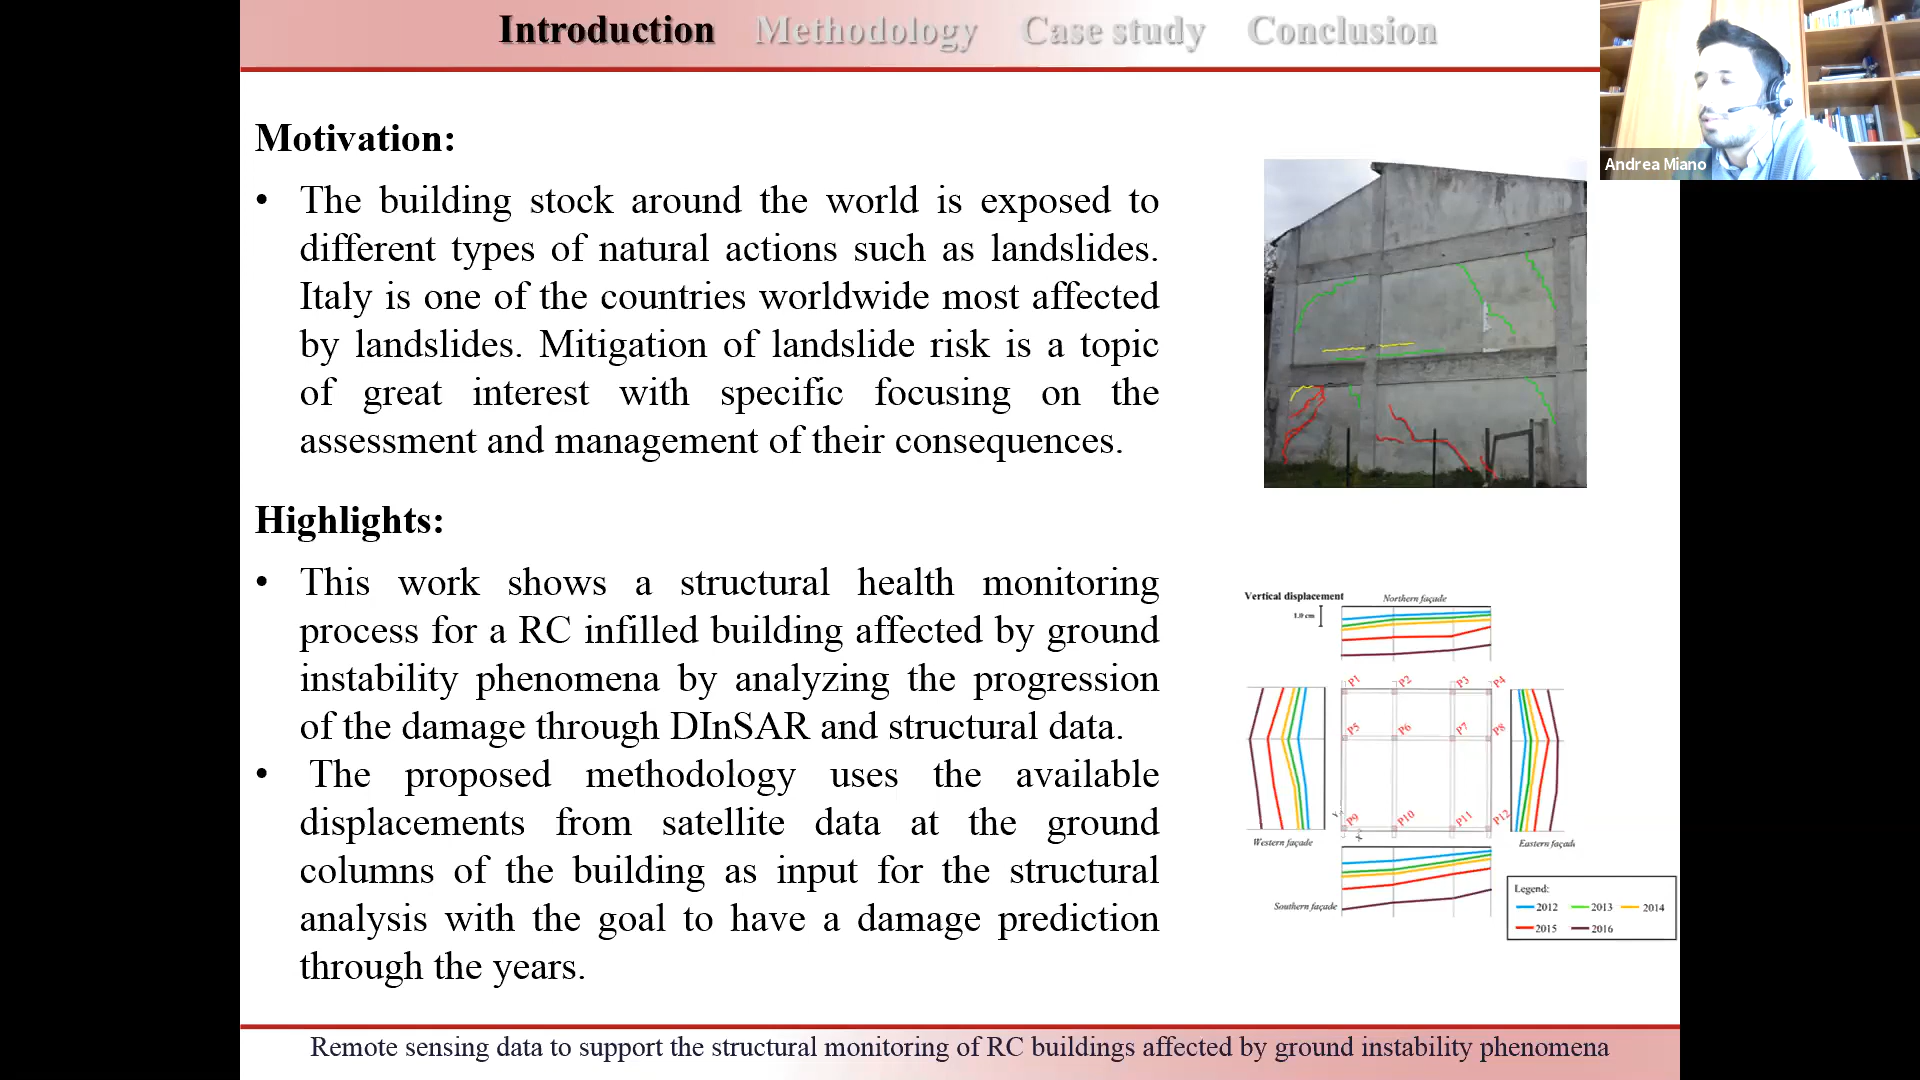 Introduction Methodology Case study Conclusion
Andrea Miano
Motivation:
• The building stock around the world is exposed to
different types of natural actions such as landslides.
Italy is one of the countries worldwide most affected
by landslides. Mitigation of landslide risk is a topic
of great interest with specific focusing on the
assessment and management of their consequences.
Highlights:
• This work shows a structural health monitoring
process for a RC infilled building affected by ground
instability phenomena by analyzing the progression
of the damage through DInSAR and structural data.
• The proposed methodology uses the available
displacements from satellite data at the ground
columns of the building as input for the structural
analysis with the goal to have a damage prediction
through the years.
Vertical displacement
1.0 cm
Northern façade
P1 P2 P3 P4
P5 P6 P7 P8
P9 P10 P11 P12
Y
X
Western façade
Eastern façade
Southern façade
Legend:
2012 2013 2014
2015 2016
Remote sensing data to support the structural monitoring of RC buildings affected by ground instability phenomena